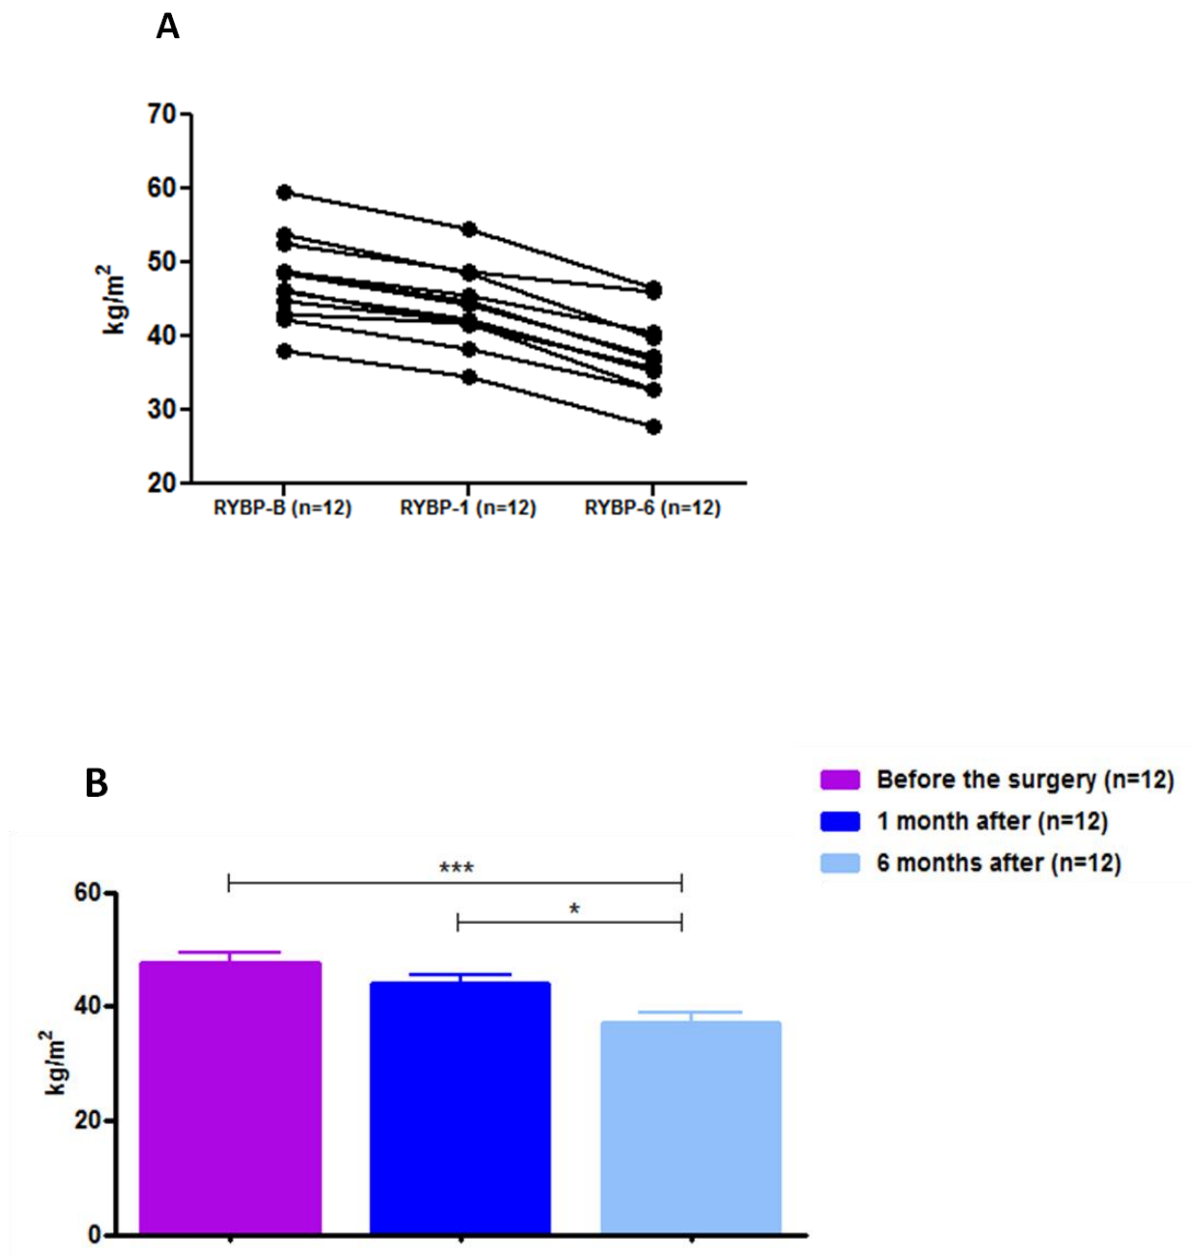 A
70
60
50
40
30
20
kg/m²
RYBP-B (n=12) RYBP-1 (n=12) RYBP-6 (n=12)
B
Before the surgery (n=12)
1 month after (n=12)
6 months after (n=12)
***
*
60
40
20
0
kg/m²